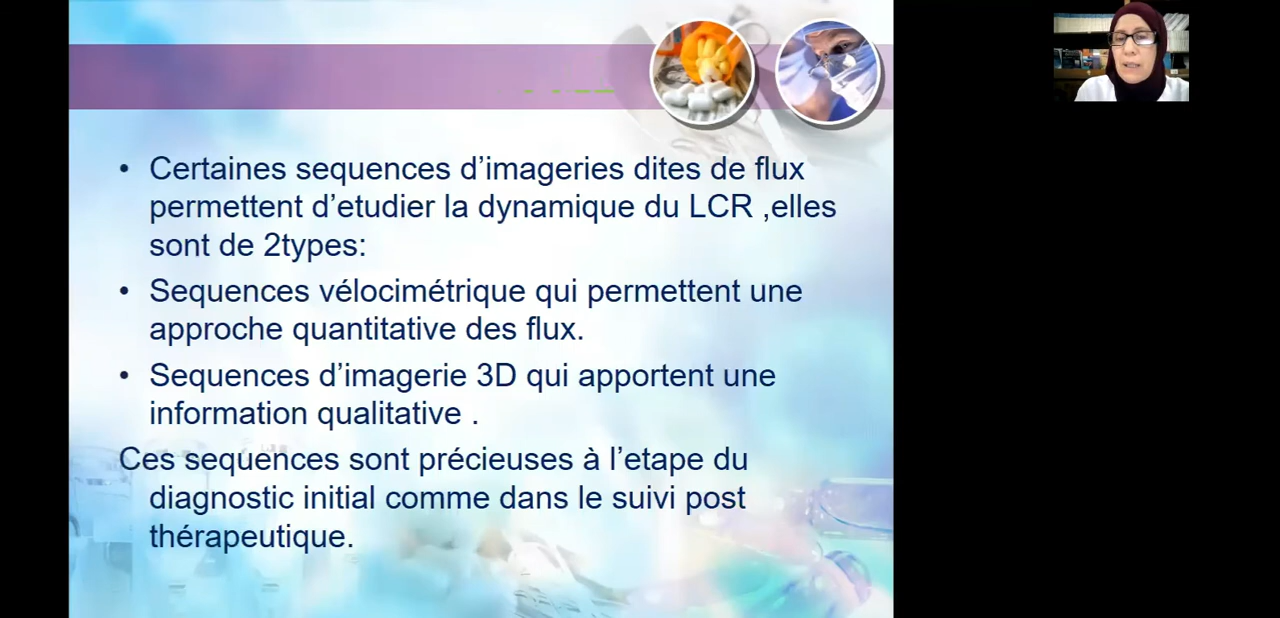 • Certaines sequences d’imageries dites de flux
permettent d’etudier la dynamique du LCR ,elles
sont de 2types:
• Sequences vélocimétrique qui permettent une
approche quantitative des flux.
• Sequences d’imagerie 3D qui apportent une
information qualitative .
Ces sequences sont précieuses à l’etape du
diagnostic initial comme dans le suivi post
thérapeutique.